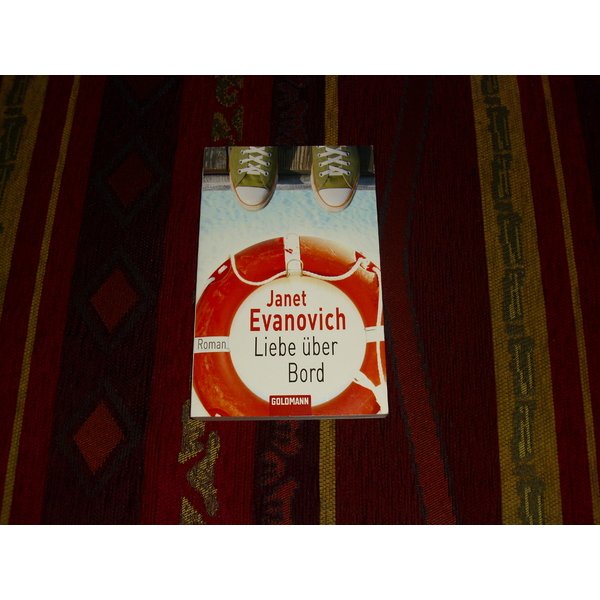 Janet
Evanovich
Roman
Liebe über
Bord
GOLDMANN